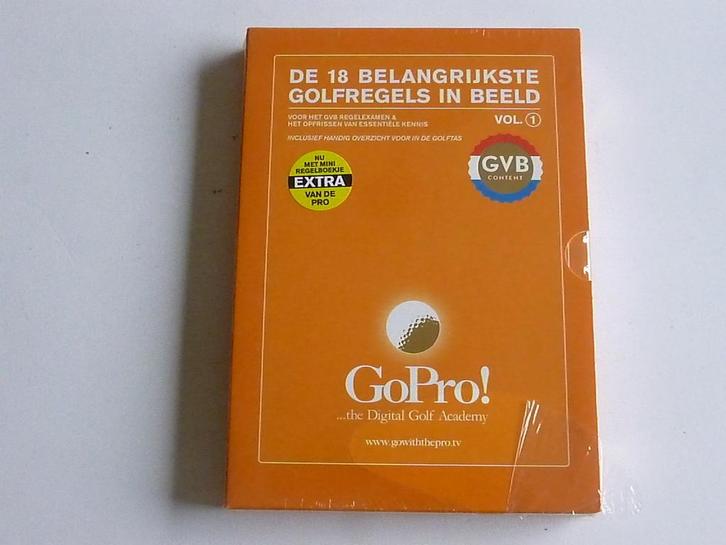 DE 18 BELANGRIJKSTE
GOLFREGELS IN BEELD
VOOR HET GVB REGELEXAMEN &
HET OPFRISSEN VAN ESSENTIËLE KENNIS
VOL. 1
INCLUSIEF HANDIG OVERZICHT VOOR IN DE GOLFTAS
NU
MET MINI
REGELBOEKJE
EXTRA
VAN DE
PRO
GVB
CONTENT
GoPro!
...the Digital Golf Academy
www.gowiththepro.tv